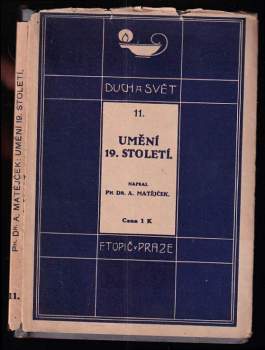 DUCH A SVĚT
11.
UMĚNÍ
19. STOLETÍ.
NAPSAL
PH. DR. A. MATĚJČEK.
Cena 1 K
F.TOPIČ V PRAZE
PH. DR. A. MATĚJČEK: UMĚNÍ 19. STOLETÍ.
11.